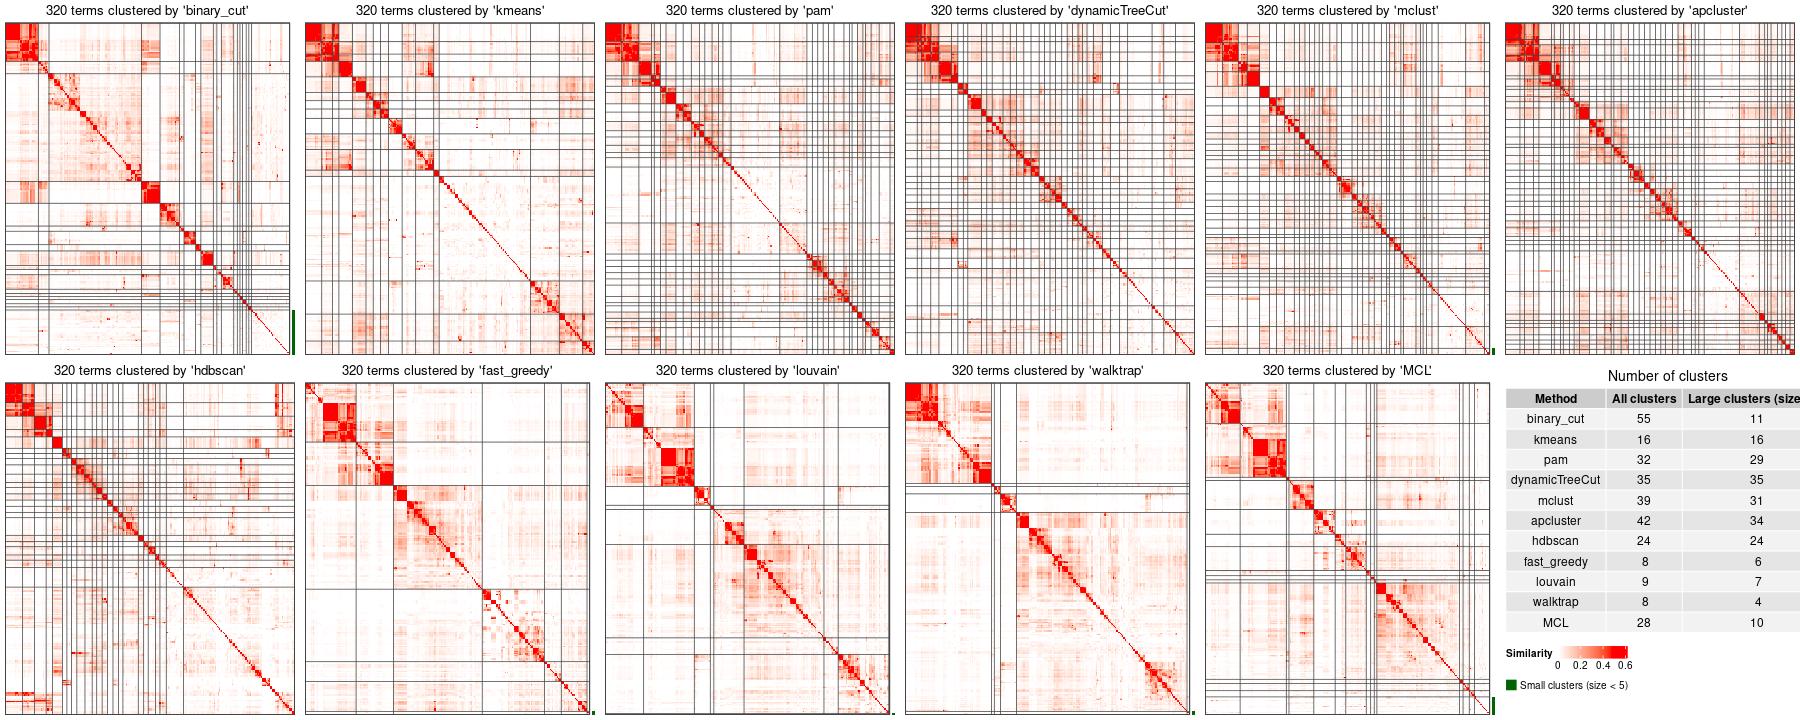 320 terms clustered by 'binary_cut'
320 terms clustered by 'kmeans'
320 terms clustered by 'pam'
320 terms clustered by 'dynamicTreeCut'
320 terms clustered by 'mclust'
320 terms clustered by 'apcluster'
320 terms clustered by 'hdbscan'
320 terms clustered by 'fast_greedy'
320 terms clustered by 'louvain'
320 terms clustered by 'walktrap'
320 terms clustered by 'MCL'
Number of clusters
Method All clusters Large clusters (size
binary_cut 55 11
kmeans 16 16
pam 32 29
dynamicTreeCut 35 35
mclust 39 31
apcluster 42 34
hdbscan 24 24
fast_greedy 8 6
louvain 9 7
walktrap 8 4
MCL 28 10
Similarity
0 0.2 0.4 0.6
Small clusters (size < 5)